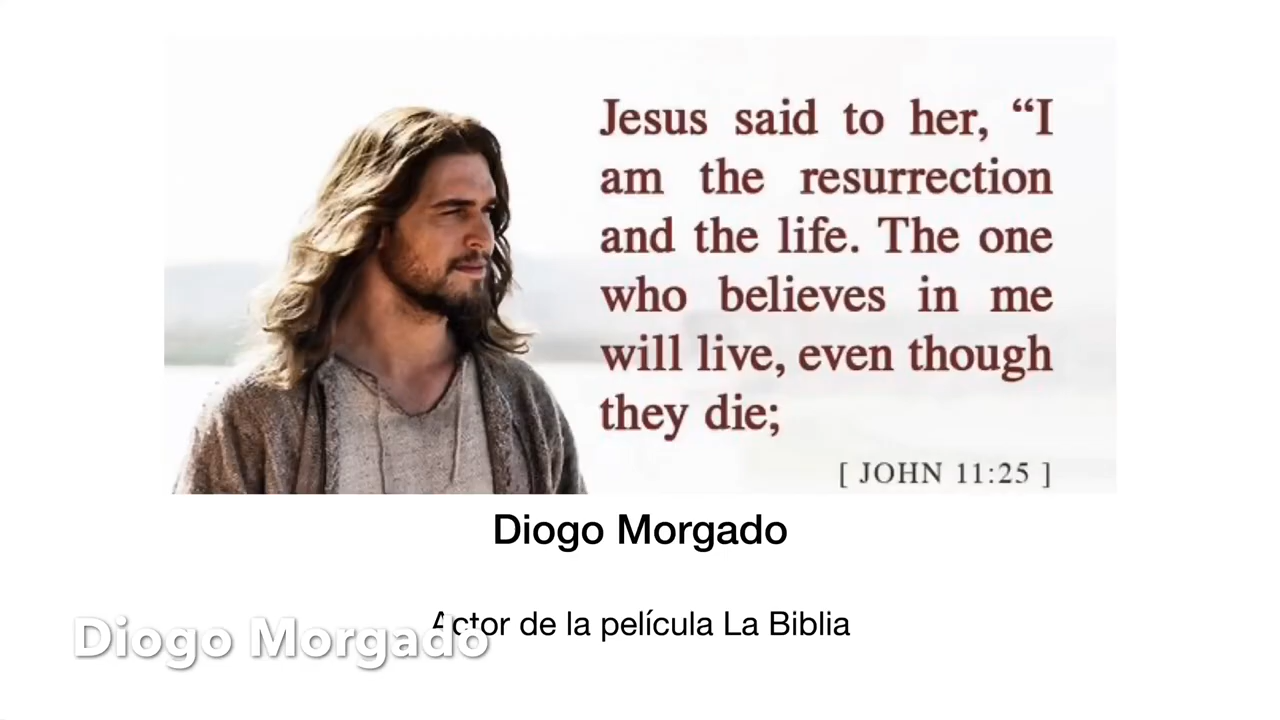 Jesus said to her, “I
am the resurrection
and the life. The one
who believes in me
will live, even though
they die;
[ JOHN 11:25 ]
Diogo Morgado
Actor de la película La Biblia
Diogo Morgado